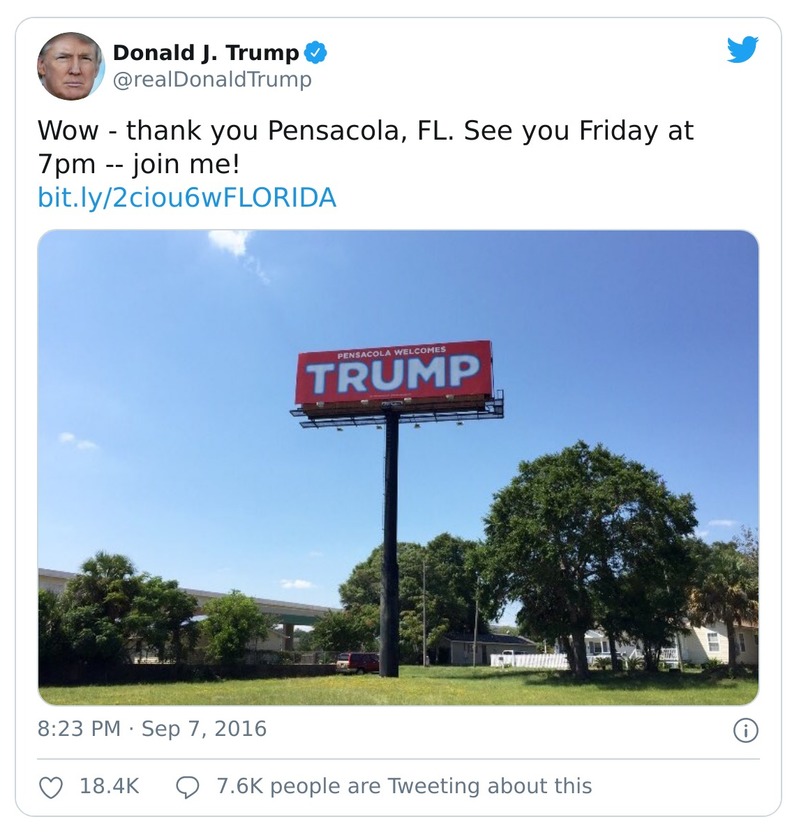 Donald J. Trump
@realDonaldTrump
Wow - thank you Pensacola, FL. See you Friday at
7pm -- join me!
bit.ly/2ciou6wFLORIDA
PENSACOLA WELCOMES
TRUMP
8:23 PM · Sep 7, 2016
18.4K 7.6K people are Tweeting about this